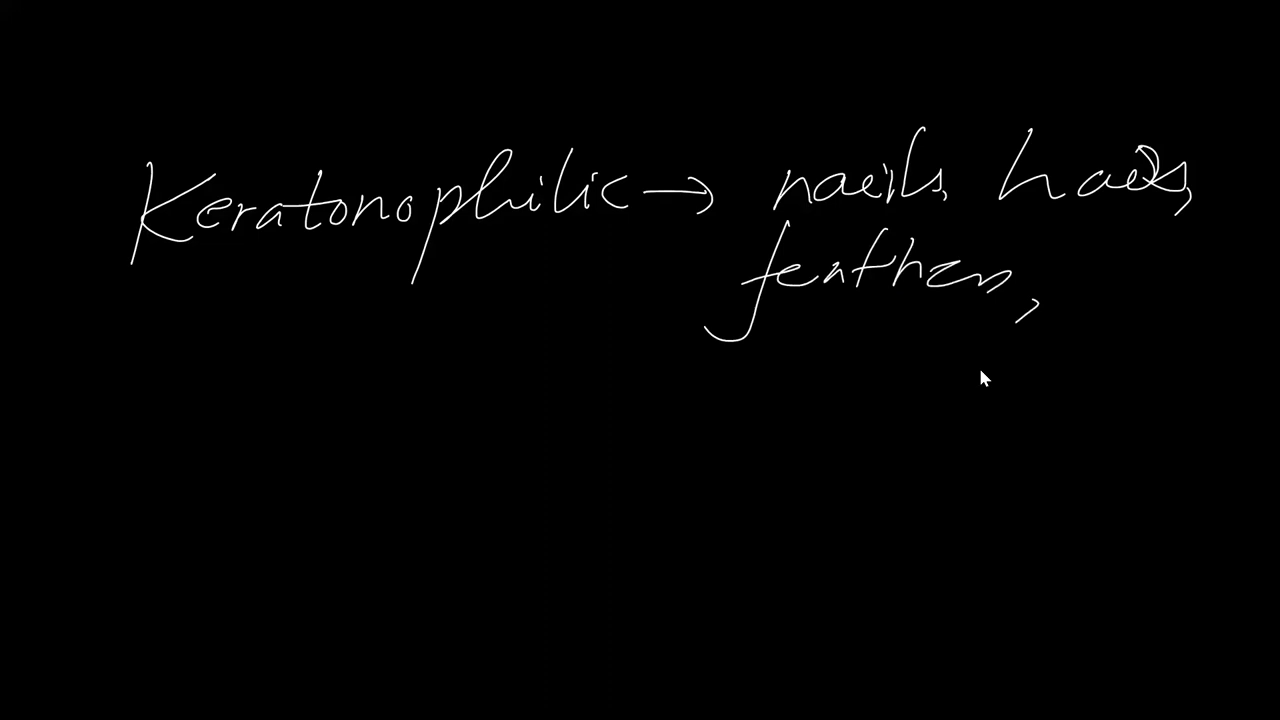 Keratonophilic → nails, hairs,
feathers,